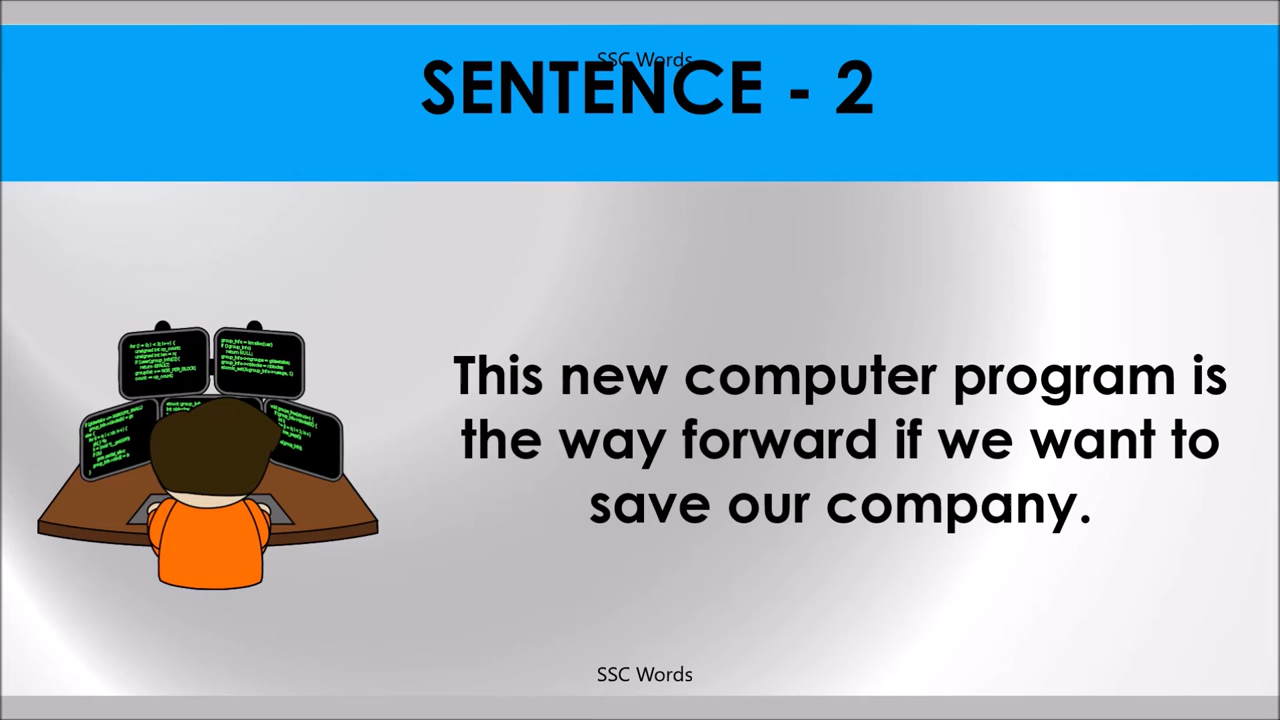 SSC Words
SENTENCE - 2
This new computer program is
the way forward if we want to
save our company.
SSC Words